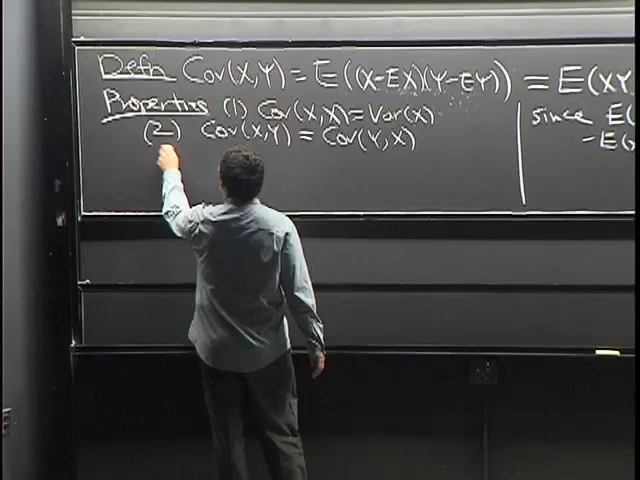 Defn Cov(X,Y) = E((X-EX)(Y-EY)) = E(XY
Properties (1) Cov(X,X)=Var(X)
(2) Cov(X,Y) = Cov(Y,X)
since E(
=E(X